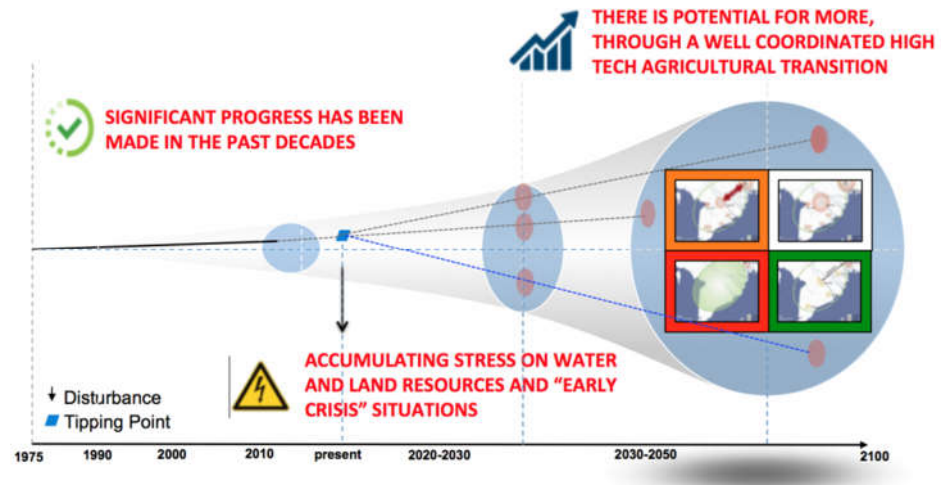 THERE IS POTENTIAL FOR MORE,
THROUGH A WELL COORDINATED HIGH
TECH AGRICULTURAL TRANSITION
SIGNIFICANT PROGRESS HAS BEEN
MADE IN THE PAST DECADES
ACCUMULATING STRESS ON WATER
AND LAND RESOURCES AND “EARLY
CRISIS” SITUATIONS
Disturbance
Tipping Point
1975 1990 2000 2010 present 2020-2030 2030-2050 2100